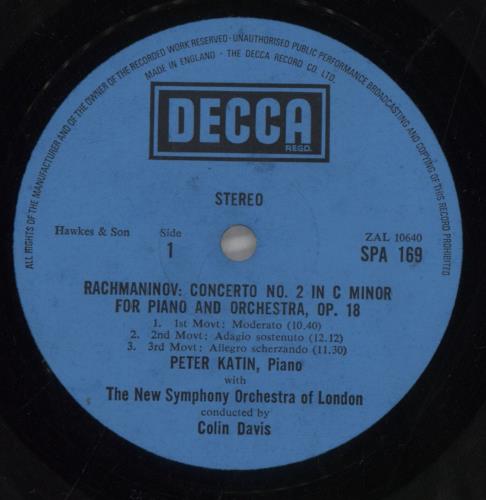 ALL RIGHTS OF THE MANUFACTURER AND OF THE OWNER OF THE RECORDED WORK RESERVED · UNAUTHORISED PUBLIC PERFORMANCE BROADCASTING AND COPYING OF THIS RECORD PROHIBITED
MADE IN ENGLAND · THE DECCA RECORD CO. LTD.
DECCA
REGD.
STEREO
Hawkes & Son
Side
1
ZAL 10640
SPA 169
RACHMANINOV: CONCERTO NO. 2 IN C MINOR
FOR PIANO AND ORCHESTRA, OP. 18
1. 1st Movt: Moderato (10.40)
2. 2nd Movt: Adagio sostenuto (12.12)
3. 3rd Movt: Allegro scherzando (11.30)
PETER KATIN, Piano
with
The New Symphony Orchestra of London
conducted by
Colin Davis